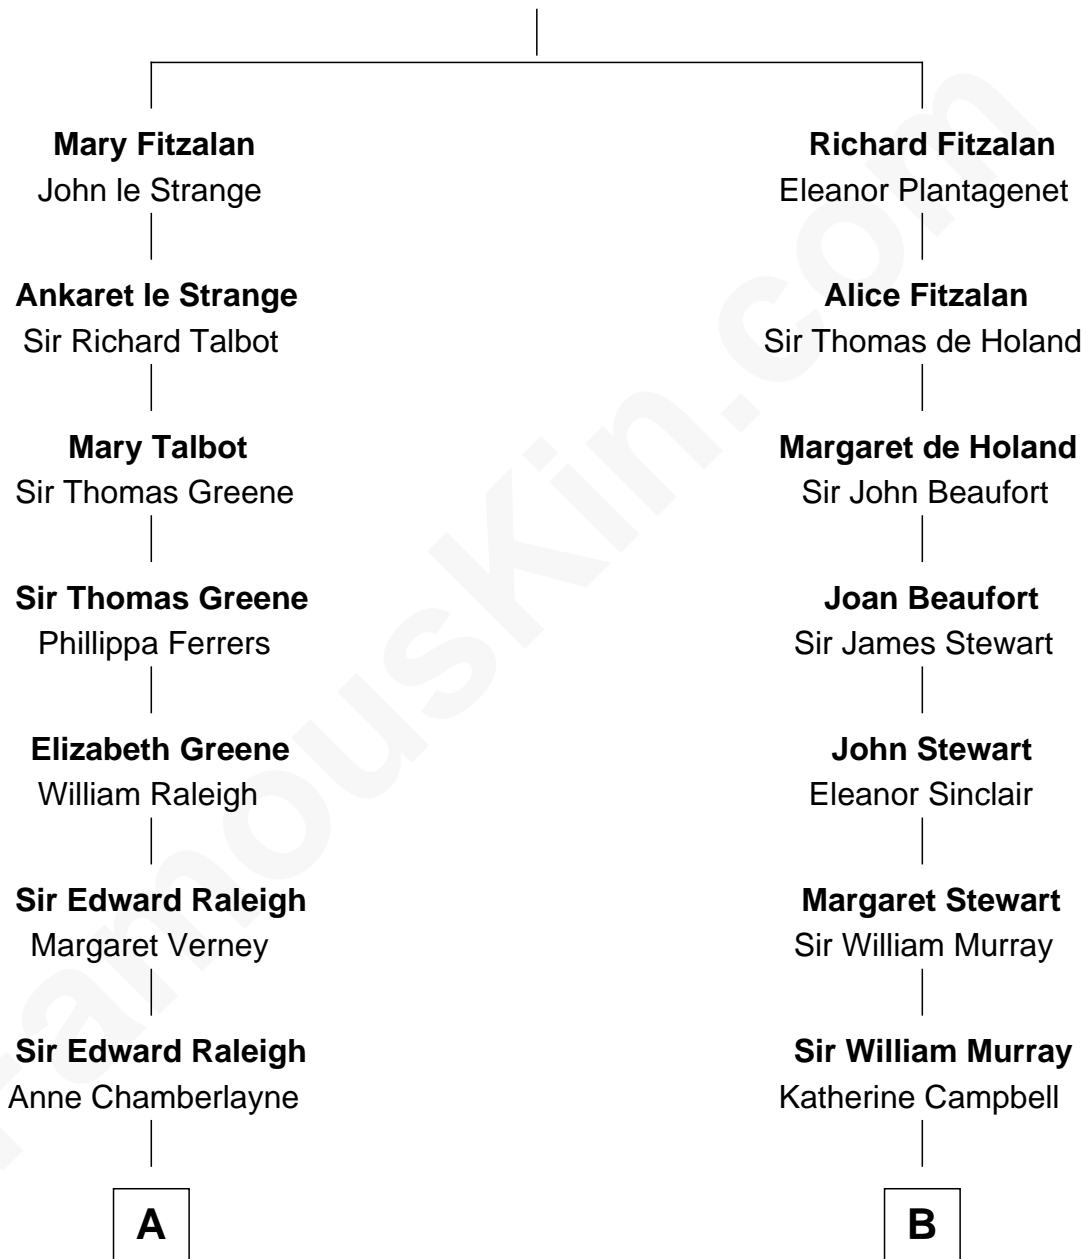 Mary Fitzalan
John le Strange
Ankaret le Strange
Sir Richard Talbot
Mary Talbot
Sir Thomas Greene
Sir Thomas Greene
Phillippa Ferrers
Elizabeth Greene
William Raleigh
Sir Edward Raleigh
Margaret Verney
Sir Edward Raleigh
Anne Chamberlayne
A
Richard Fitzalan
Eleanor Plantagenet
Alice Fitzalan
Sir Thomas de Holand
Margaret de Holand
Sir John Beaufort
Joan Beaufort
Sir James Stewart
John Stewart
Eleanor Sinclair
Margaret Stewart
Sir William Murray
Sir William Murray
Katherine Campbell
B
FamousKin.com